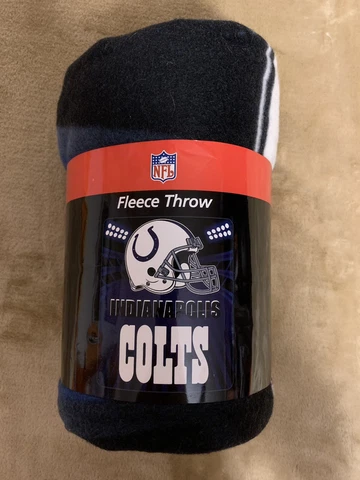 NFL
Fleece Throw
INDIANAPOLIS
COLTS